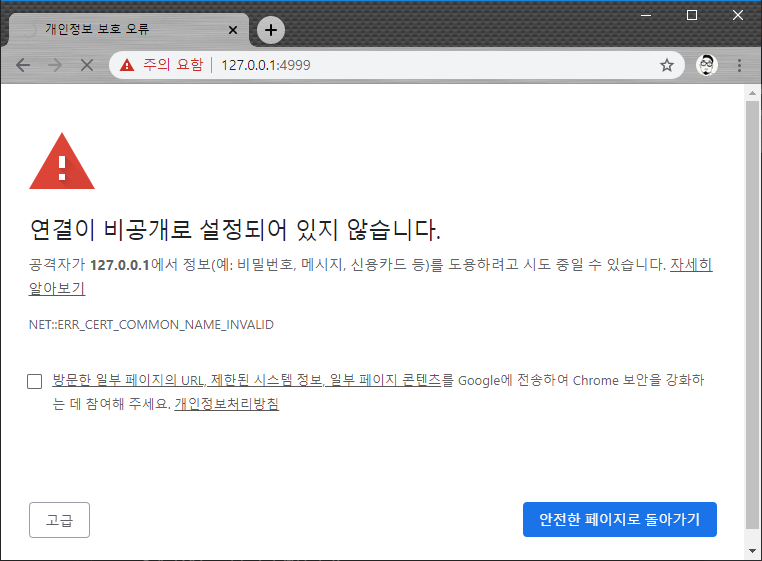 개인정보 보호 오류
주의 요함 127.0.0.1:4999
연결이 비공개로 설정되어 있지 않습니다.
공격자가 127.0.0.1에서 정보(예: 비밀번호, 메시지, 신용카드 등)를 도용하려고 시도 중일 수 있습니다. 자세히
알아보기
NET::ERR_CERT_COMMON_NAME_INVALID
방문한 일부 페이지의 URL, 제한된 시스템 정보, 일부 페이지 콘텐츠를 Google에 전송하여 Chrome 보안을 강화하
는 데 참여해 주세요. 개인정보처리방침
고급
안전한 페이지로 돌아가기